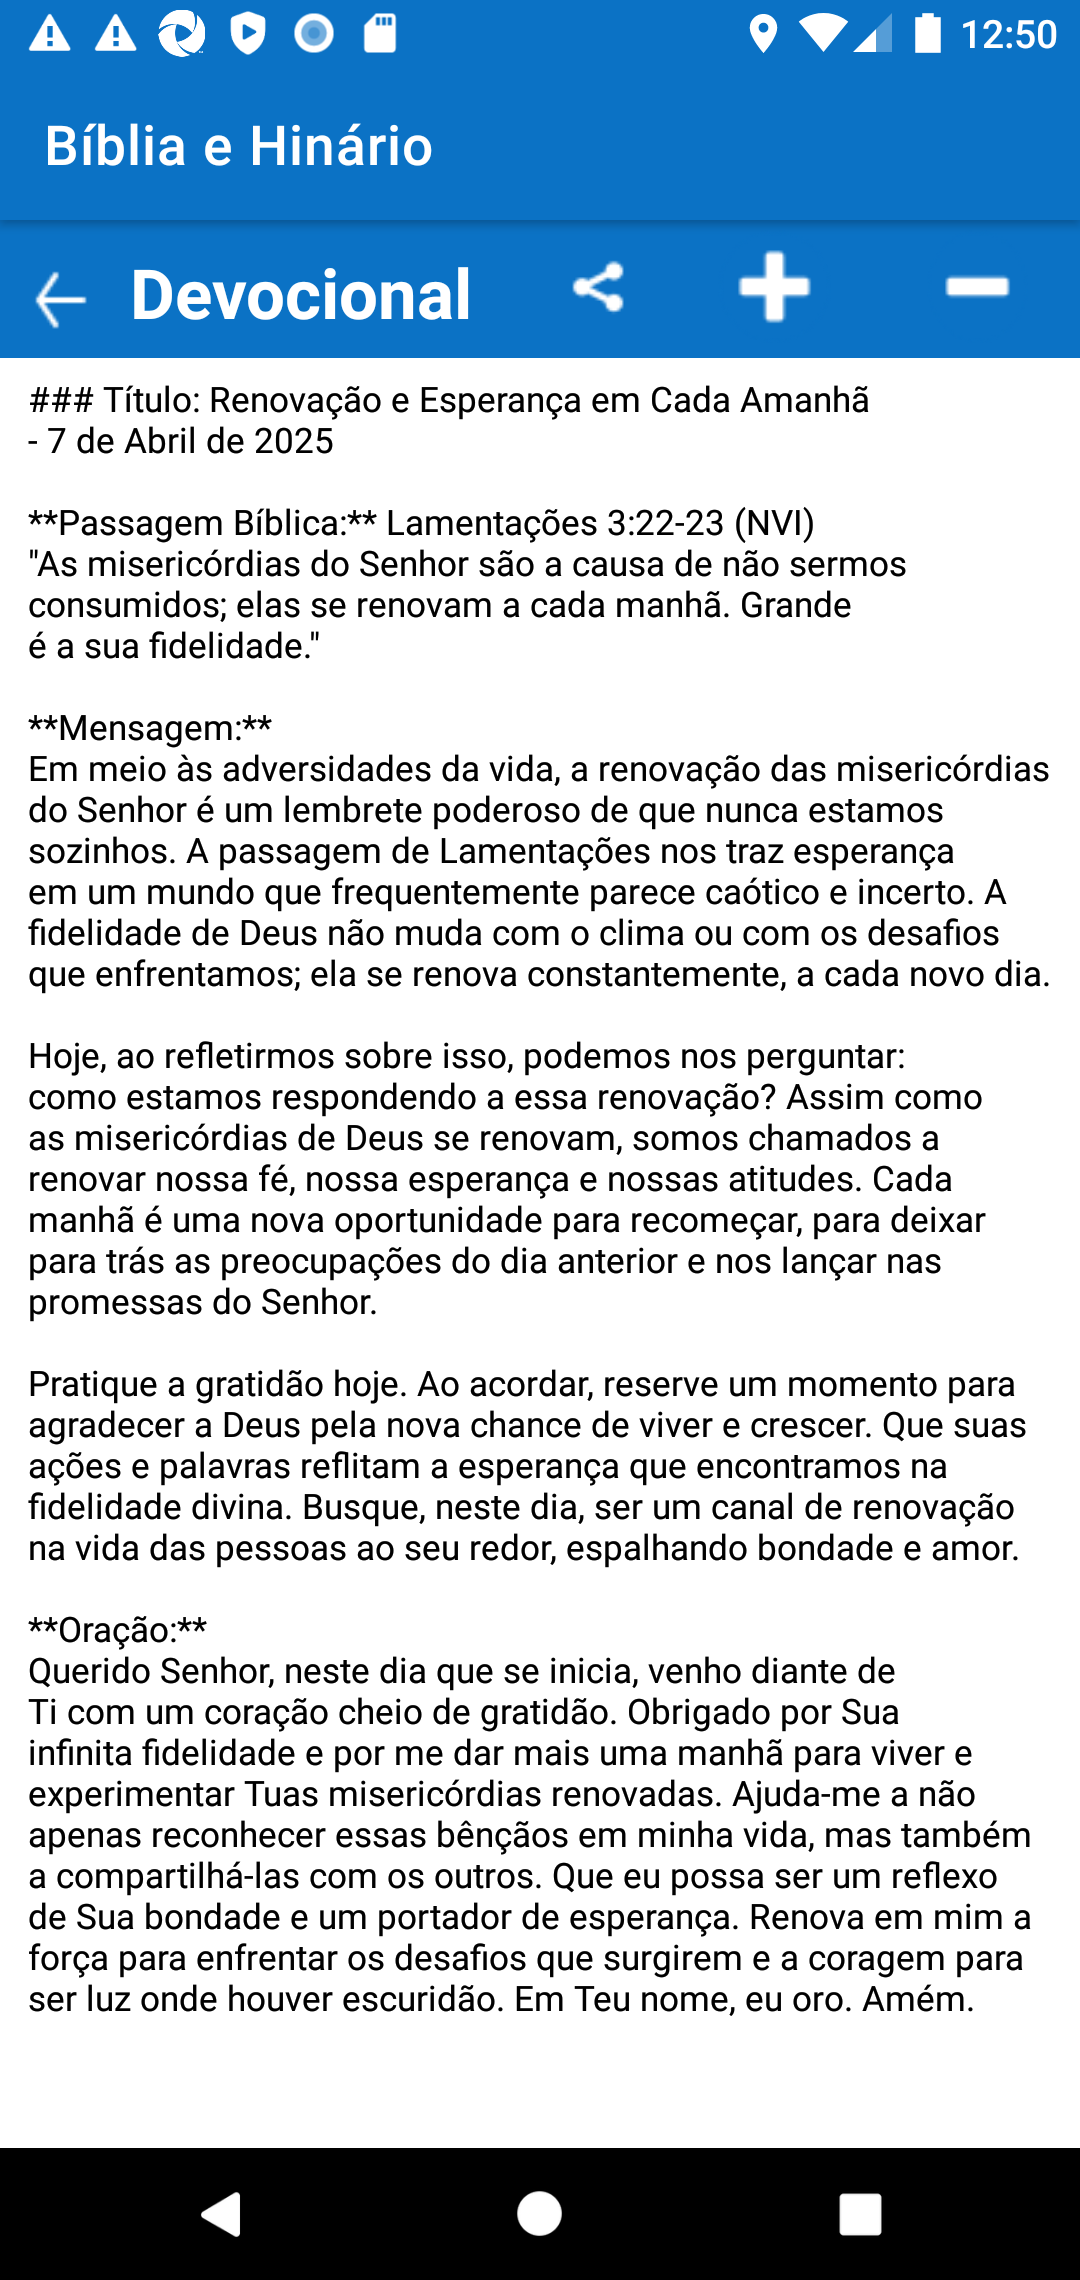 12:50
Bíblia e Hinário
Devocional
### Título: Renovação e Esperança em Cada Amanhã
- 7 de Abril de 2025
**Passagem Bíblica:** Lamentações 3:22-23 (NVI)
"As misericórdias do Senhor são a causa de não sermos
consumidos; elas se renovam a cada manhã. Grande
é a sua fidelidade."
**Mensagem:**
Em meio às adversidades da vida, a renovação das misericórdias
do Senhor é um lembrete poderoso de que nunca estamos
sozinhos. A passagem de Lamentações nos traz esperança
em um mundo que frequentemente parece caótico e incerto. A
fidelidade de Deus não muda com o clima ou com os desafios
que enfrentamos; ela se renova constantemente, a cada novo dia.
Hoje, ao refletirmos sobre isso, podemos nos perguntar:
como estamos respondendo a essa renovação? Assim como
as misericórdias de Deus se renovam, somos chamados a
renovar nossa fé, nossa esperança e nossas atitudes. Cada
manhã é uma nova oportunidade para recomeçar, para deixar
para trás as preocupações do dia anterior e nos lançar nas
promessas do Senhor.
Pratique a gratidão hoje. Ao acordar, reserve um momento para
agradecer a Deus pela nova chance de viver e crescer. Que suas
ações e palavras reflitam a esperança que encontramos na
fidelidade divina. Busque, neste dia, ser um canal de renovação
na vida das pessoas ao seu redor, espalhando bondade e amor.
**Oração:**
Querido Senhor, neste dia que se inicia, venho diante de
Ti com um coração cheio de gratidão. Obrigado por Sua
infinita fidelidade e por me dar mais uma manhã para viver e
experimentar Tuas misericórdias renovadas. Ajuda-me a não
apenas reconhecer essas bênçãos em minha vida, mas também
a compartilhá-las com os outros. Que eu possa ser um reflexo
de Sua bondade e um portador de esperança. Renova em mim a
força para enfrentar os desafios que surgirem e a coragem para
ser luz onde houver escuridão. Em Teu nome, eu oro. Amém.